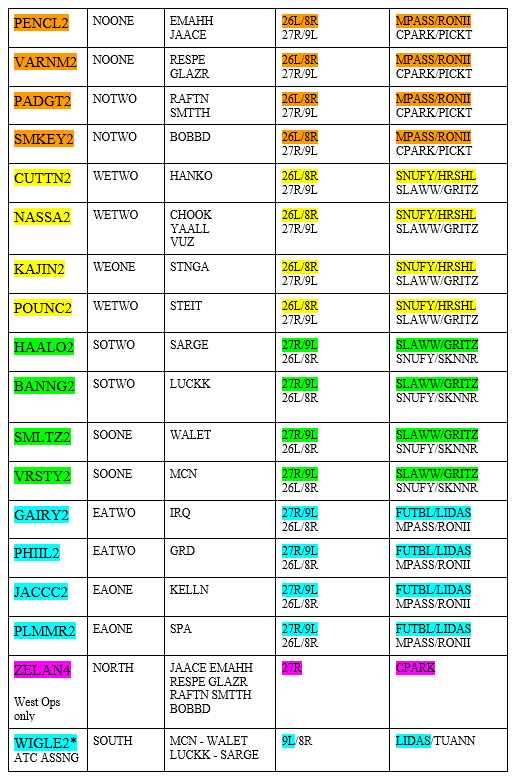 PENCL2 NOONE EMAHH 26L/8R MPASS/RONII
JAACE 27R/9L CPARK/PICKT
VARNM2 NOONE RESPE 26L/8R MPASS/RONII
GLAZR 27R/9L CPARK/PICKT
PADGT2 NOTWO RAFTN 26L/8R MPASS/RONII
SMTTH 27R/9L CPARK/PICKT
SMKEY2 NOTWO BOBBD 26L/8R MPASS/RONII
27R/9L CPARK/PICKT
CUTTN2 WETWO HANKO 26L/8R SNUFY/HRSHL
27R/9L SLAWW/GRITZ
NASSA2 WETWO CHOOK 26L/8R SNUFY/HRSHL
YAALL 27R/9L SLAWW/GRITZ
VUZ
KAJIN2 WEONE STNGA 26L/8R SNUFY/HRSHL
27R/9L SLAWW/GRITZ
POUNC2 WETWO STEIT 26L/8R SNUFY/HRSHL
27R/9L SLAWW/GRITZ
HAALO2 SOTWO SARGE 27R/9L SLAWW/GRITZ
26L/8R SNUFY/SKNNR
BANNG2 SOTWO LUCKK 27R/9L SLAWW/GRITZ
26L/8R SNUFY/SKNNR
SMLTZ2 SOONE WALET 27R/9L SLAWW/GRITZ
26L/8R SNUFY/SKNNR
VRSTY2 SOONE MCN 27R/9L SLAWW/GRITZ
26L/8R SNUFY/SKNNR
GAIRY2 EATWO IRQ 27R/9L FUTBL/LIDAS
26L/8R MPASS/RONII
PHIIL2 EATWO GRD 27R/9L FUTBL/LIDAS
26L/8R MPASS/RONII
JACCC2 EAONE KELLN 27R/9L FUTBL/LIDAS
26L/8R MPASS/RONII
PLMMR2 EAONE SPA 27R/9L FUTBL/LIDAS
26L/8R MPASS/RONII
ZELAN4 NORTH JAACE EMAHH 27R CPARK
RESPE GLAZR
West Ops RAFTN SMTTH
only BOBBD
WIGLE2* SOUTH MCN - WALET 9L/8R LIDAS/TUANN
ATC ASSNG LUCKK - SARGE